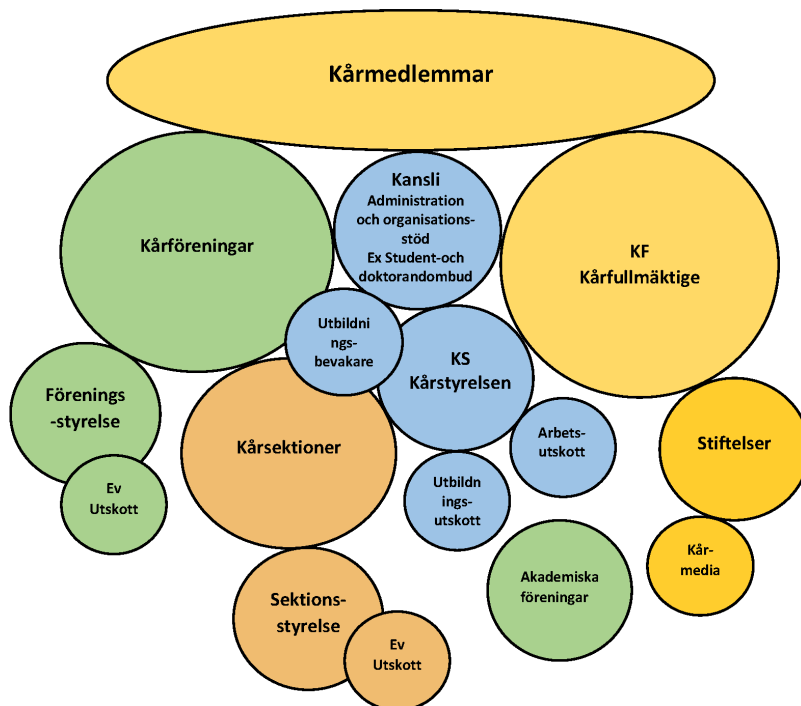 Kårmedlemmar
Kansli
Administration
och organisations-
stöd
Ex Student-och
doktorandombud
Kårföreningar
KF
Kårfullmäktige
Utbildni
ngs-
bevakare
KS
Kårstyrelsen
Förenings
-styrelse
Kårsektioner
Arbets-
utskott
Stiftelser
Ev
Utskott
Utbildn
ings-
utskott
Kår-
media
Akademiska
föreningar
Sektions-
styrelse
Ev
Utskott